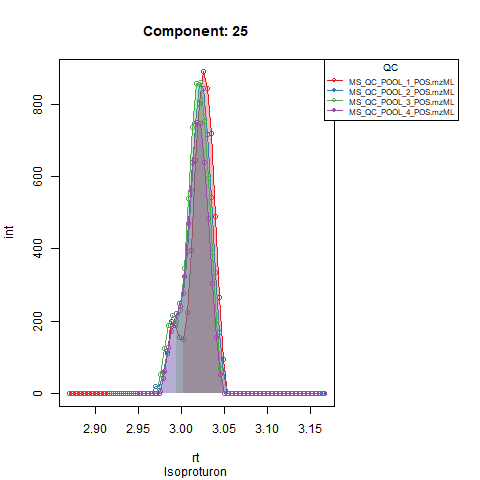 Component: 25
QC
MS_QC_POOL_1_POS.mzML
MS_QC_POOL_2_POS.mzML
MS_QC_POOL_3_POS.mzML
MS_QC_POOL_4_POS.mzML
int
800
600
400
200
0
2.90 2.95 3.00 3.05 3.10 3.15
rt
Isoproturon